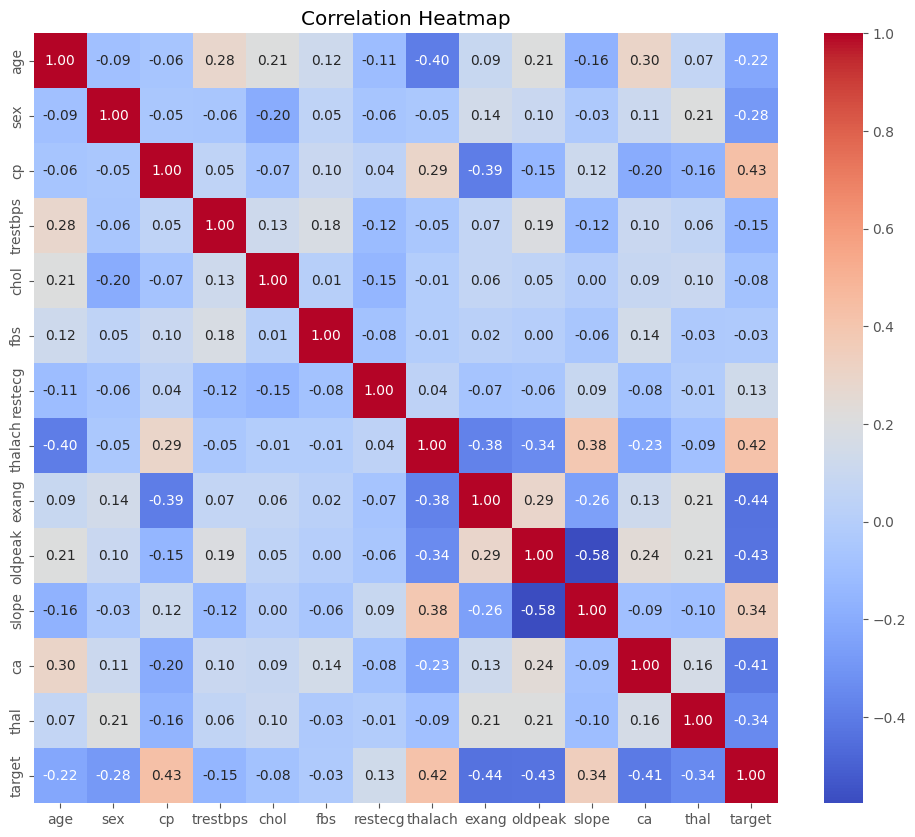 Correlation Heatmap
age 1.00 -0.09 -0.06 0.28 0.21 0.12 -0.11 -0.40 0.09 0.21 -0.16 0.30 0.07 -0.22
sex -0.09 1.00 -0.05 -0.06 -0.20 0.05 -0.06 -0.05 0.14 0.10 -0.03 0.11 0.21 -0.28
cp -0.06 -0.05 1.00 0.05 -0.07 0.10 0.04 0.29 -0.39 -0.15 0.12 -0.20 -0.16 0.43
trestbps 0.28 -0.06 0.05 1.00 0.13 0.18 -0.12 -0.05 0.07 0.19 -0.12 0.10 0.06 -0.15
chol 0.21 -0.20 -0.07 0.13 1.00 0.01 -0.15 -0.01 0.06 0.05 0.00 0.09 0.10 -0.08
fbs 0.12 0.05 0.10 0.18 0.01 1.00 -0.08 -0.01 0.02 0.00 -0.06 0.14 -0.03 -0.03
restecg -0.11 -0.06 0.04 -0.12 -0.15 -0.08 1.00 0.04 -0.07 -0.06 0.09 -0.08 -0.01 0.13
thalach -0.40 -0.05 0.29 -0.05 -0.01 -0.01 0.04 1.00 -0.38 -0.34 0.38 -0.23 -0.09 0.42
exang 0.09 0.14 -0.39 0.07 0.06 0.02 -0.07 -0.38 1.00 0.29 -0.26 0.13 0.21 -0.44
oldpeak 0.21 0.10 -0.15 0.19 0.05 0.00 -0.06 -0.34 0.29 1.00 -0.58 0.24 0.21 -0.43
slope -0.16 -0.03 0.12 -0.12 0.00 -0.06 0.09 0.38 -0.26 -0.58 1.00 -0.09 -0.10 0.34
ca 0.30 0.11 -0.20 0.10 0.09 0.14 -0.08 -0.23 0.13 0.24 -0.09 1.00 0.16 -0.41
thal 0.07 0.21 -0.16 0.06 0.10 -0.03 -0.01 -0.09 0.21 0.21 -0.10 0.16 1.00 -0.34
target -0.22 -0.28 0.43 -0.15 -0.08 -0.03 0.13 0.42 -0.44 -0.43 0.34 -0.41 -0.34 1.00
age sex cp trestbps chol fbs restecg thalach exang oldpeak slope ca thal target
1.0
0.8
0.6
0.4
0.2
0.0
−0.2
−0.4